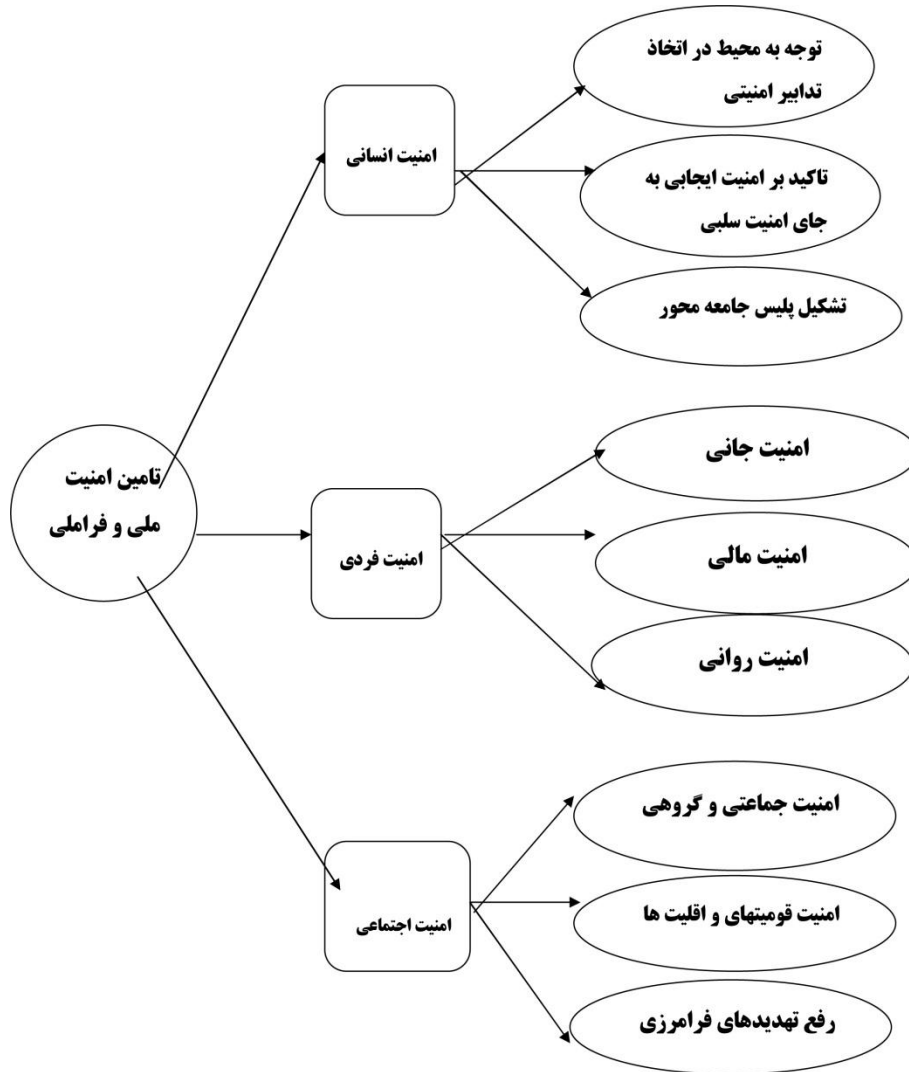 توجه به محیط در اتخاذ
تدابیر امنیتی
امنیت انسانی
تاکید بر امنیت ایجابی به
جای امنیت سلبی
تشکیل پلیس جامعه محور
تامین امنیت
ملی و فراملی
امنیت فردی
امنیت جانی
امنیت مالی
امنیت روانی
امنیت اجتماعی
امنیت جماعتی و گروهی
امنیت قومیتهای و اقلیت ها
رفع تهدیدهای فرامرزی